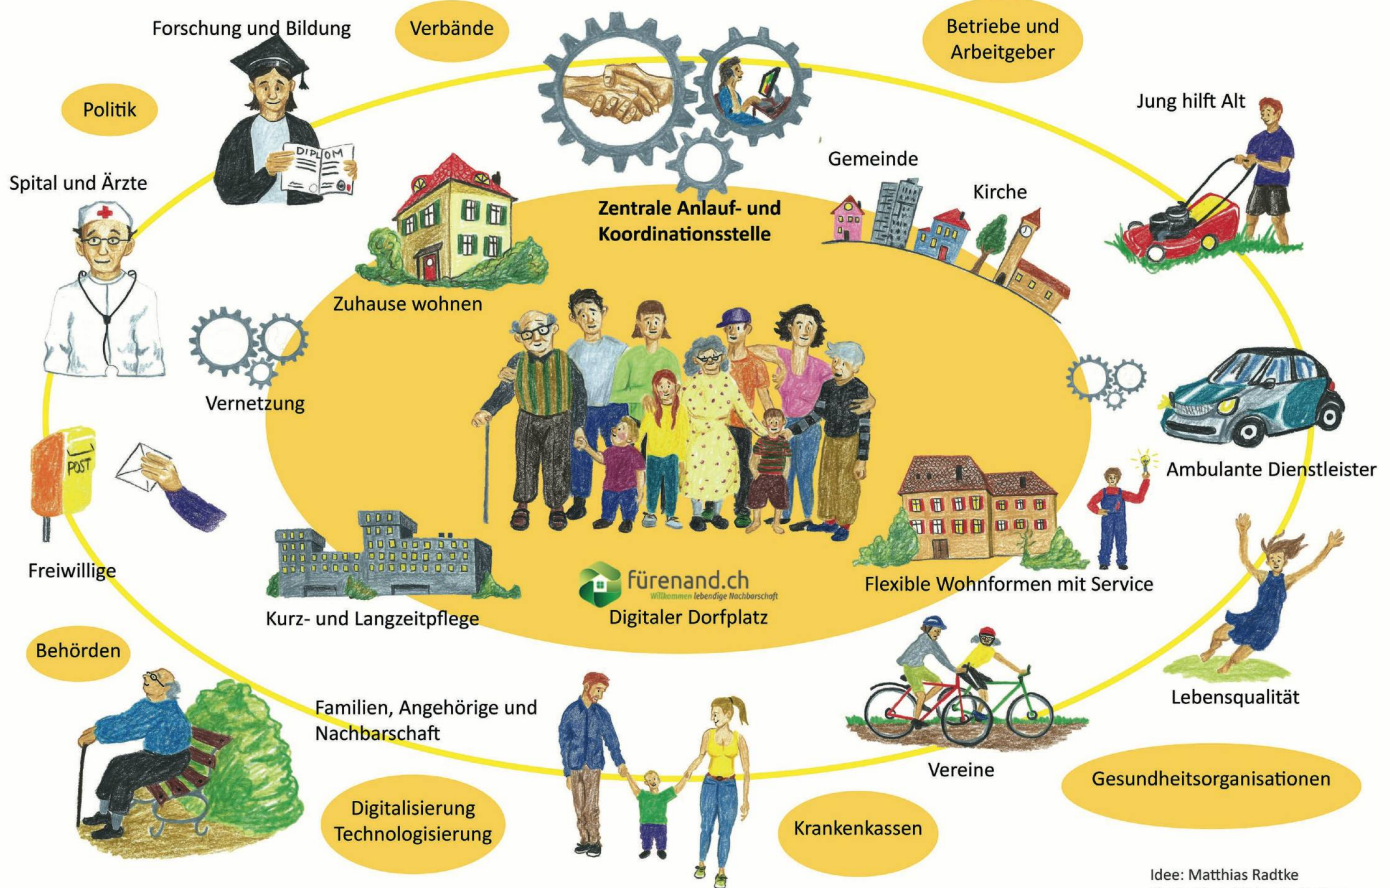 Forschung und Bildung
Verbände
Betriebe und
Arbeitgeber
Politik
Jung hilft Alt
DIPLOM
Gemeinde
Spital und Ärzte
Kirche
Zentrale Anlauf- und
Koordinationsstelle
Zuhause wohnen
Vernetzung
POST
Ambulante Dienstleister
Freiwillige
fürenand.ch
Willkommen lebendige Nachbarschaft
Flexible Wohnformen mit Service
Kurz- und Langzeitpflege
Digitaler Dorfplatz
Behörden
Lebensqualität
Familien, Angehörige und
Nachbarschaft
Vereine
Gesundheitsorganisationen
Digitalisierung
Technologisierung
Krankenkassen
Idee: Matthias Radtke